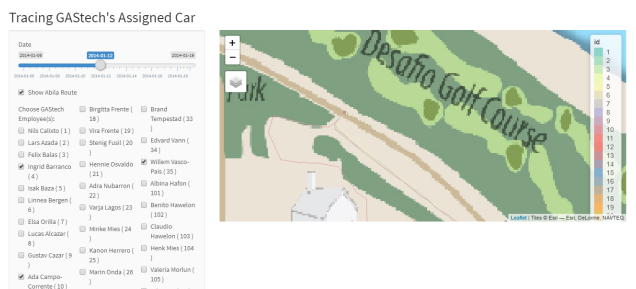 Tracing GAStech's Assigned Car
Date
2014-01-06
2014-01-12
2014-01-19
Show Abila Route
Choose GAStech
Employee(s):
Nils Calixto ( 1 )
Lars Azada ( 2 )
Felix Balas ( 3 )
Ingrid Barranco
( 4 )
Isak Baza ( 5 )
Linnea Bergen (
6 )
Elsa Orilla ( 7 )
Lucas Alcazar (
8 )
Gustav Cazar ( 9
)
Ada Campo-
Corrente ( 10 )
Birgitta Frente (
18 )
Vira Frente ( 19 )
Stenig Fusil ( 20
)
Hennie Osvaldo
( 21 )
Adra Nubarron (
22 )
Varja Lagos ( 23
)
Minke Mies ( 24
)
Kanon Herrero (
25 )
Marin Onda ( 26
)
Brand
Tempestad ( 33
)
Edvard Vann (
34 )
Willem Vasco-
Pais ( 35 )
Albina Hafon (
101 )
Benito Hawelon
( 102 )
Claudio
Hawelon ( 103 )
Henk Mies ( 104
)
Valeria Morlun (
105 )
+
−
Desafio Golf Course
id
1
2
3
4
5
6
7
8
9
10
11
12
13
14
15
16
17
18
19
Leaflet | Tiles © Esri — Esri, DeLorme, NAVTEQ